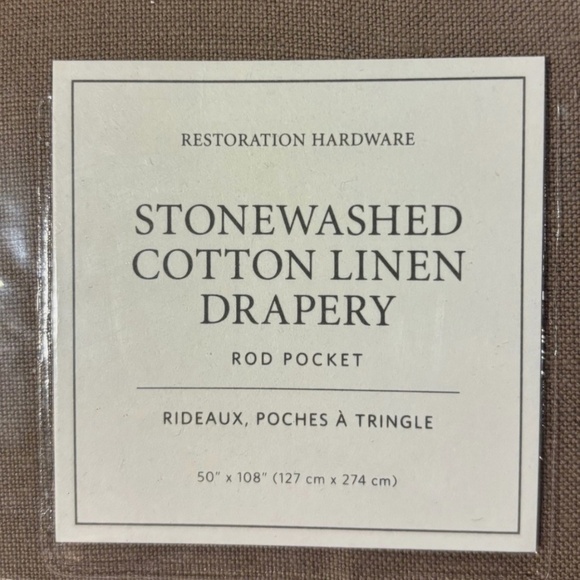 RESTORATION HARDWARE
STONEWASHED
COTTON LINEN
DRAPERY
ROD POCKET
RIDEAUX, POCHES À TRINGLE
50" x 108" (127 cm x 274 cm)